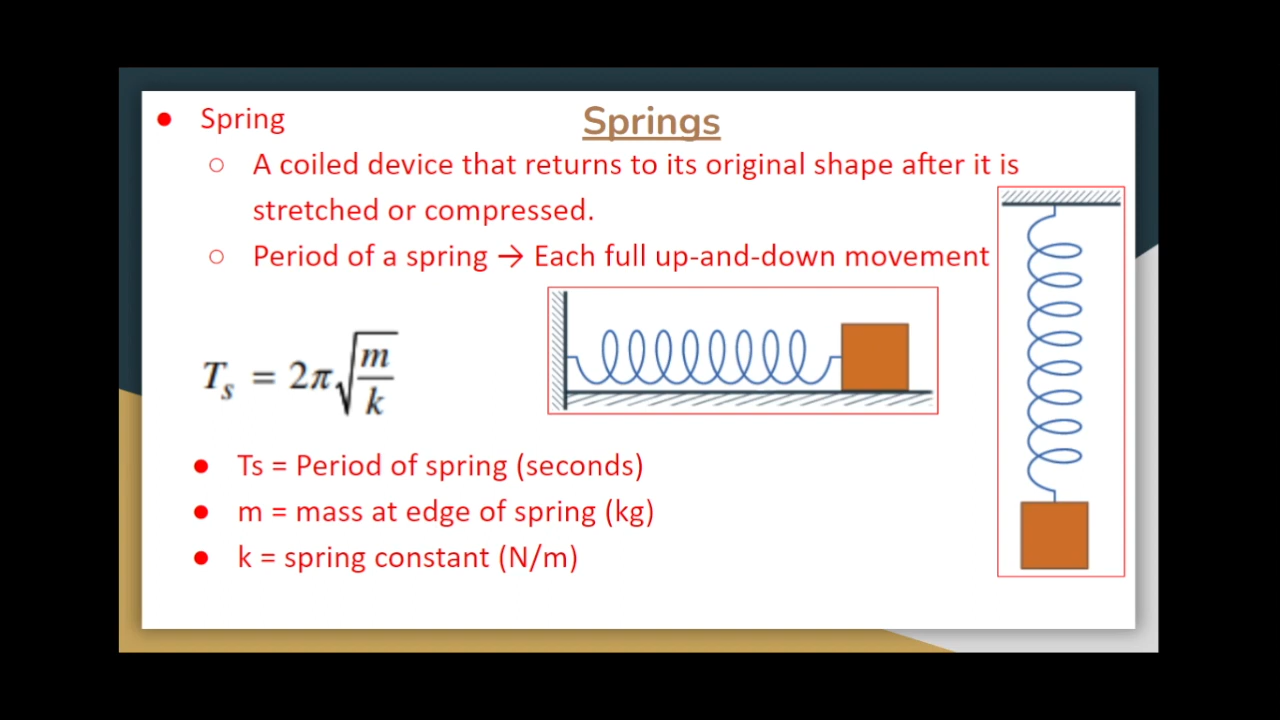 Springs
● Spring
○ A coiled device that returns to its original shape after it is
stretched or compressed.
○ Period of a spring → Each full up-and-down movement
T_s = 2π√(m/k)
● Ts = Period of spring (seconds)
● m = mass at edge of spring (kg)
● k = spring constant (N/m)